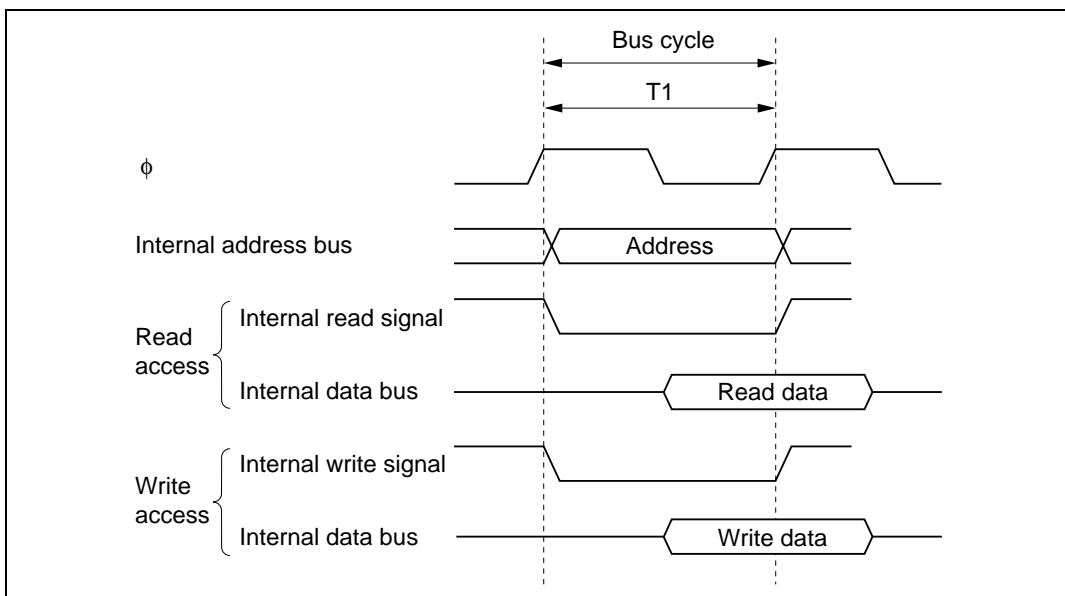 Bus cycle
T1
ϕ
Internal address bus
Address
Read
access
Internal read signal
Internal data bus
Read data
Write
access
Internal write signal
Internal data bus
Write data